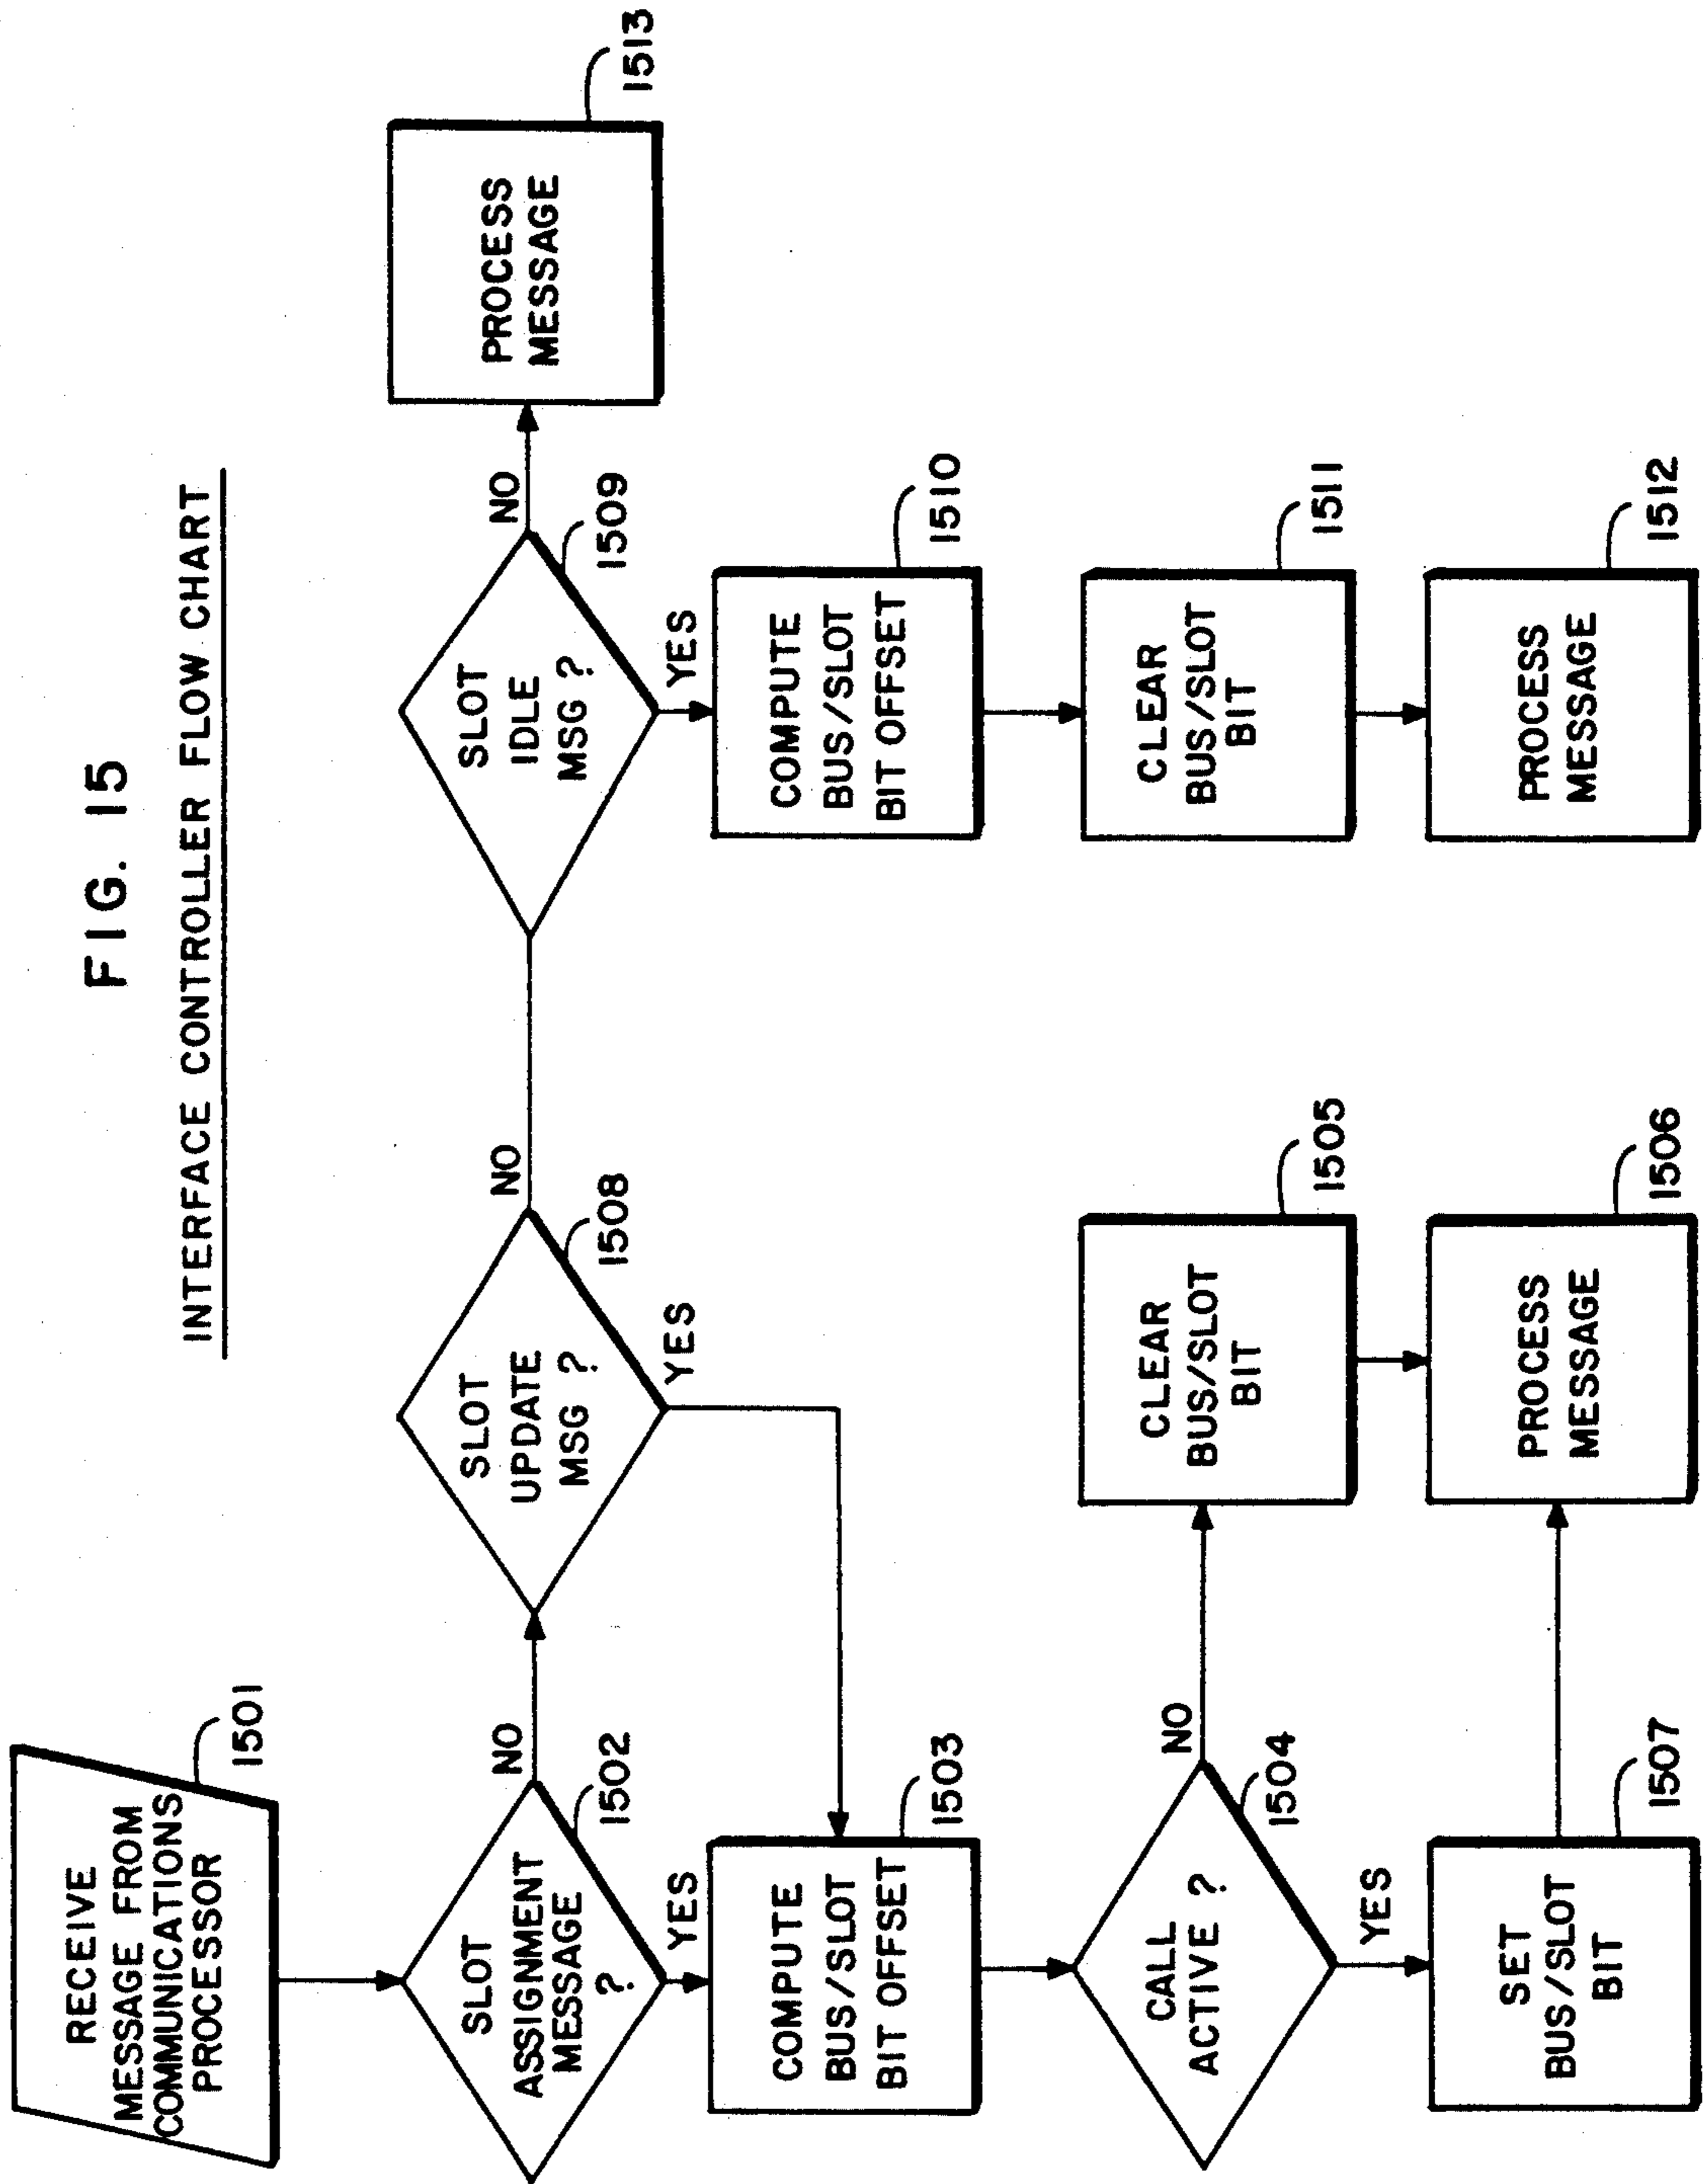 FIG. 15
INTERFACE CONTROLLER FLOW CHART
RECEIVE
MESSAGE FROM
COMMUNICATIONS
PROCESSOR
1501
SLOT
ASSIGNMENT
MESSAGE
?
1502
NO
YES
SLOT
UPDATE
MSG ?
1508
NO
YES
SLOT
IDLE
MSG ?
1509
NO
YES
PROCESS
MESSAGE
1513
COMPUTE
BUS/SLOT
BIT OFFSET
1503
COMPUTE
BUS/SLOT
BIT OFFSET
1510
CALL
ACTIVE ?
1504
NO
YES
CLEAR
BUS/SLOT
BIT
1505
CLEAR
BUS/SLOT
BIT
1511
SET
BUS/SLOT
BIT
1507
PROCESS
MESSAGE
1506
PROCESS
MESSAGE
1512